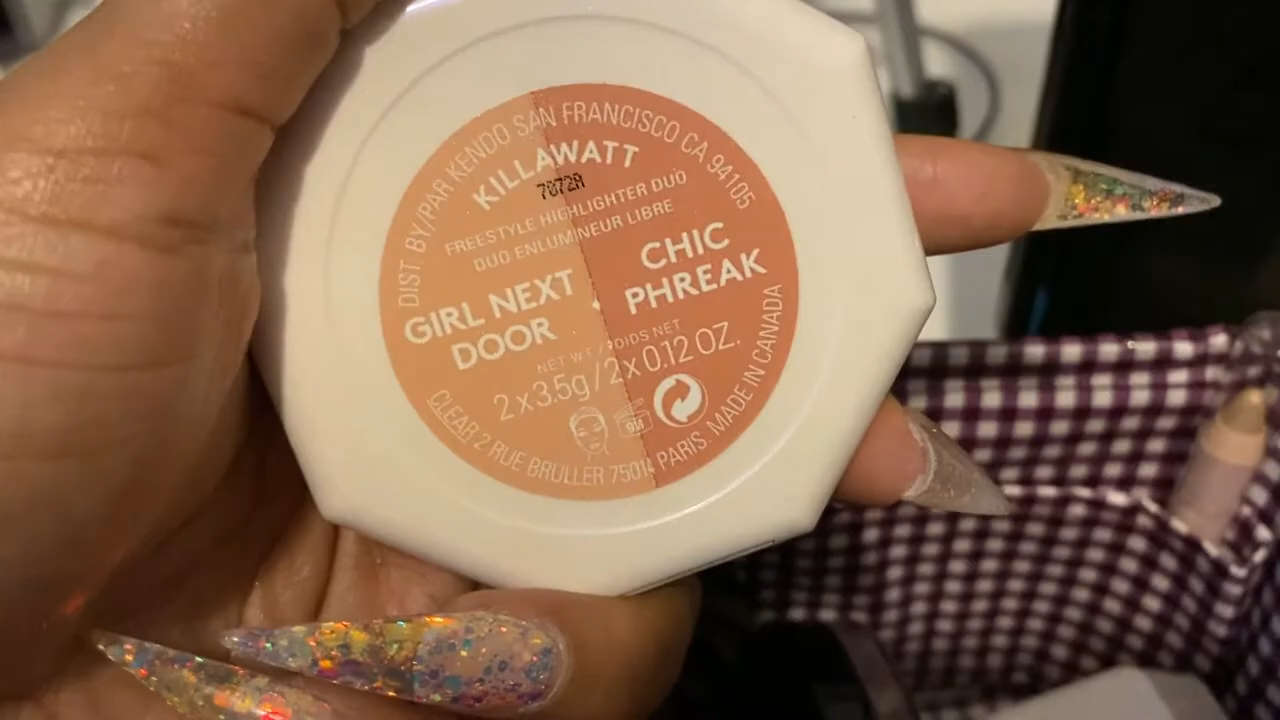 DIST. BY/PAR KENDO SAN FRANCISCO CA 94105
KILLAWATT
7072A
FREESTYLE HIGHLIGHTER DUO
DUO ENLUMINEUR LIBRE
GIRL NEXT
DOOR
CHIC
PHREAK
NET WT / POIDS NET
2 x 3.5g / 2 x 0.12 OZ.
9M
CLEAR 2 RUE BRULLER 75014 PARIS. MADE IN CANADA